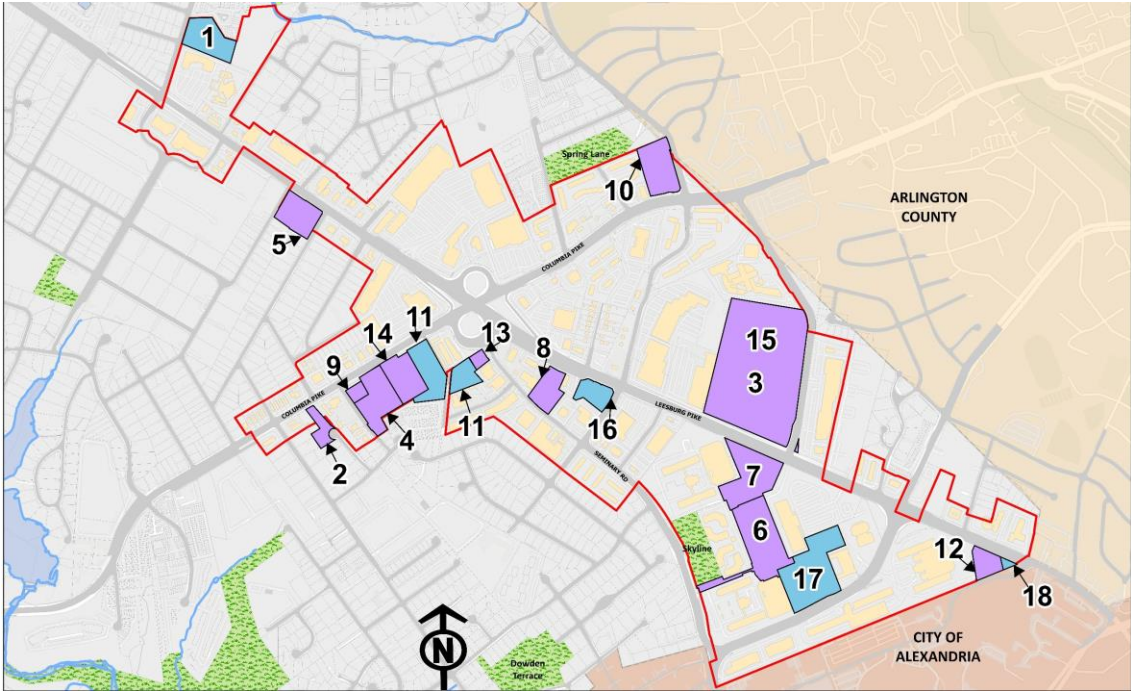 1
Spring Lane
10
ARLINGTON
COUNTY
5
COLUMBIA PIKE
11
14
13
8
15
9
3
COLUMBIA PIKE
LEESBURG PIKE
11
16
4
2
SEMINARY RD
7
6
Skyline
12
17
18
N
CITY OF
ALEXANDRIA
Dowden
Terrace